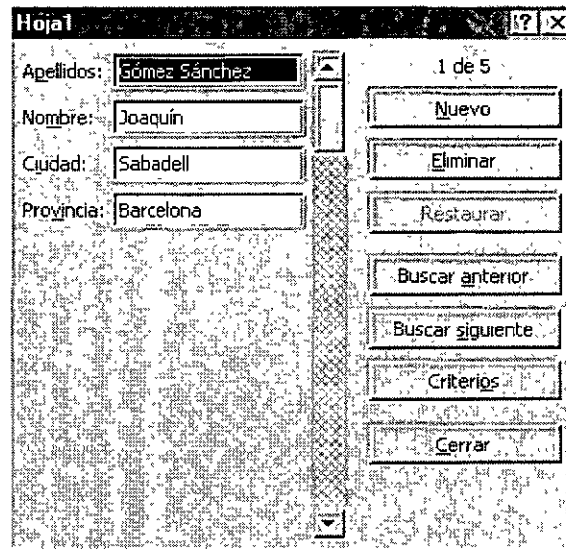 Hoja1 ? ×
Apellidos: Gómez Sánchez
Nombre: Joaquín
Ciudad: Sabadell
Provincia: Barcelona
1 de 5
Nuevo
Eliminar
Restaurar
Buscar anterior
Buscar siguiente
Criterios
Cerrar